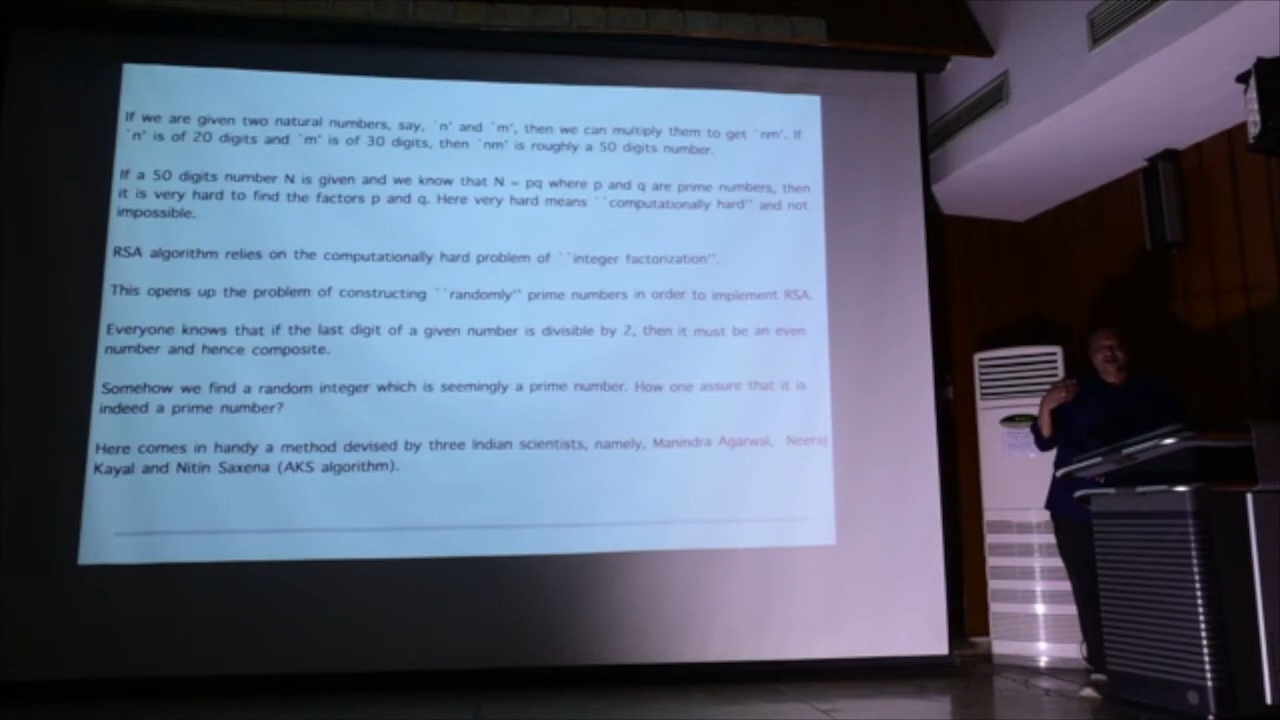 If we are given two natural numbers, say, `n' and `m', then we can multiply them to get `nm'. If
`n' is of 20 digits and `m' is of 30 digits, then `nm' is roughly a 50 digits number.
If a 50 digits number N is given and we know that N = pq where p and q are prime numbers, then
it is very hard to find the factors p and q. Here very hard means ``computationally hard'' and not
impossible.
RSA algorithm relies on the computationally hard problem of ``integer factorization''.
This opens up the problem of constructing ``randomly'' prime numbers in order to implement RSA.
Everyone knows that if the last digit of a given number is divisible by 2, then it must be an even
number and hence composite.
Somehow we find a random integer which is seemingly a prime number. How one assure that it is
indeed a prime number?
Here comes in handy a method devised by three Indian scientists, namely, Manindra Agarwal, Neeraj
Kayal and Nitin Saxena (AKS algorithm).